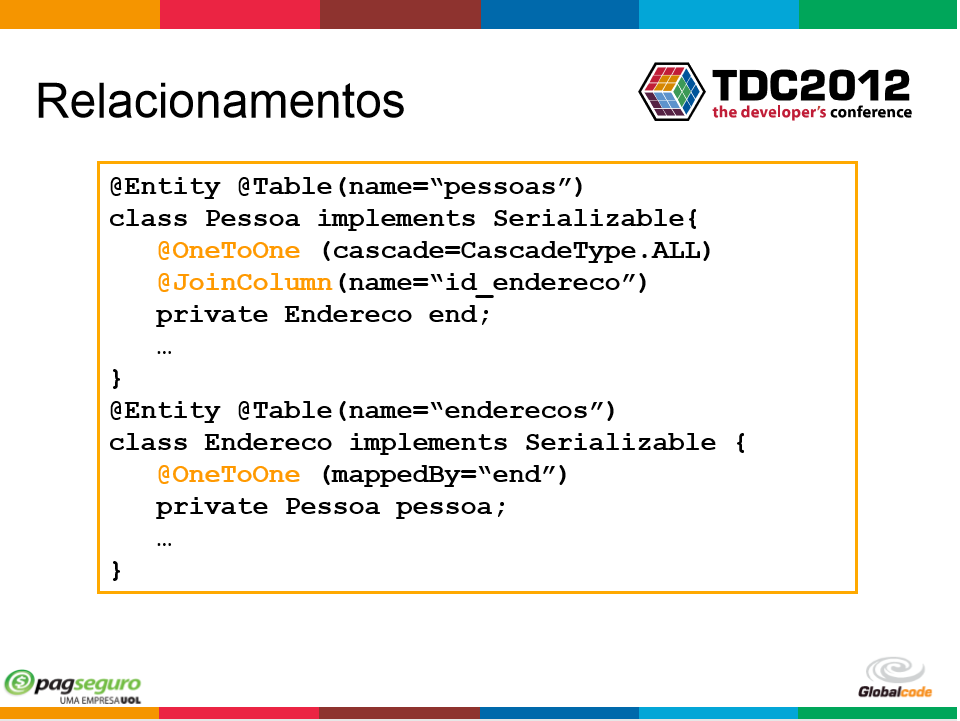 Relacionamentos
TDC2012
the developer's conference
@Entity @Table(name=“pessoas”)
class Pessoa implements Serializable{
@OneToOne (cascade=CascadeType.ALL)
@JoinColumn(name=“id_endereco”)
private Endereco end;
…
}
@Entity @Table(name=“enderecos”)
class Endereco implements Serializable {
@OneToOne (mappedBy=“end”)
private Pessoa pessoa;
…
}
pagseguro
UMA EMPRESA UOL
Globalcode